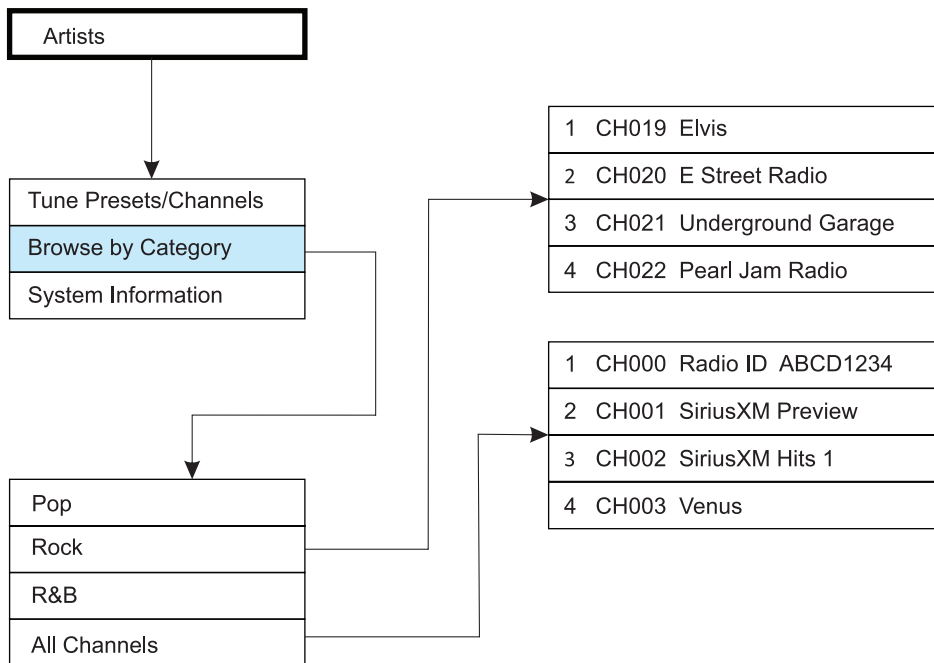 Artists
Tune Presets/Channels
Browse by Category
System Information
Pop
Rock
R&B
All Channels
1 CH019 Elvis
2 CH020 E Street Radio
3 CH021 Underground Garage
4 CH022 Pearl Jam Radio
1 CH000 Radio ID ABCD1234
2 CH001 SiriusXM Preview
3 CH002 SiriusXM Hits 1
4 CH003 Venus